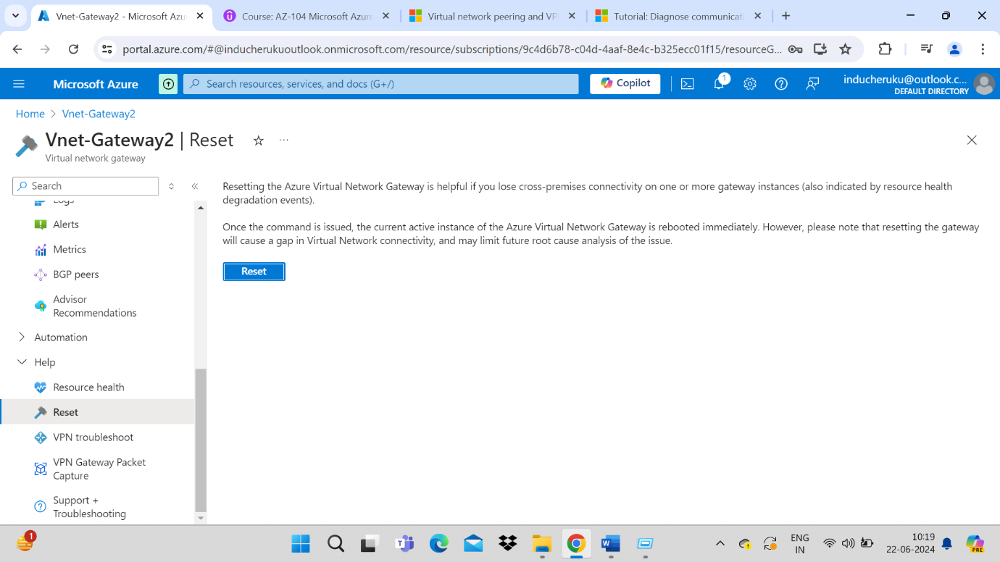 Vnet-Gateway2 - Microsoft Azu
Course: AZ-104 Microsoft Azure
Virtual network peering and VP
Tutorial: Diagnose communicat
portal.azure.com/#@inducherukuoutlook.onmicrosoft.com/resource/subscriptions/9c4d6b78-c04d-4aaf-8e4c-b325ecc01f15/resourceG...
Microsoft Azure
Search resources, services, and docs (G+/)
Copilot
1
inducheruku@outlook.c...
DEFAULT DIRECTORY
Home > Vnet-Gateway2
Vnet-Gateway2 | Reset
Virtual network gateway
Search
Logs
Alerts
Metrics
BGP peers
Advisor
Recommendations
Automation
Help
Resource health
Reset
VPN troubleshoot
VPN Gateway Packet
Capture
Support +
Troubleshooting
Resetting the Azure Virtual Network Gateway is helpful if you lose cross-premises connectivity on one or more gateway instances (also indicated by resource health
degradation events).
Once the command is issued, the current active instance of the Azure Virtual Network Gateway is rebooted immediately. However, please note that resetting the gateway
will cause a gap in Virtual Network connectivity, and may limit future root cause analysis of the issue.
Reset
1
ENG
IN
10:19
22-06-2024
PRE